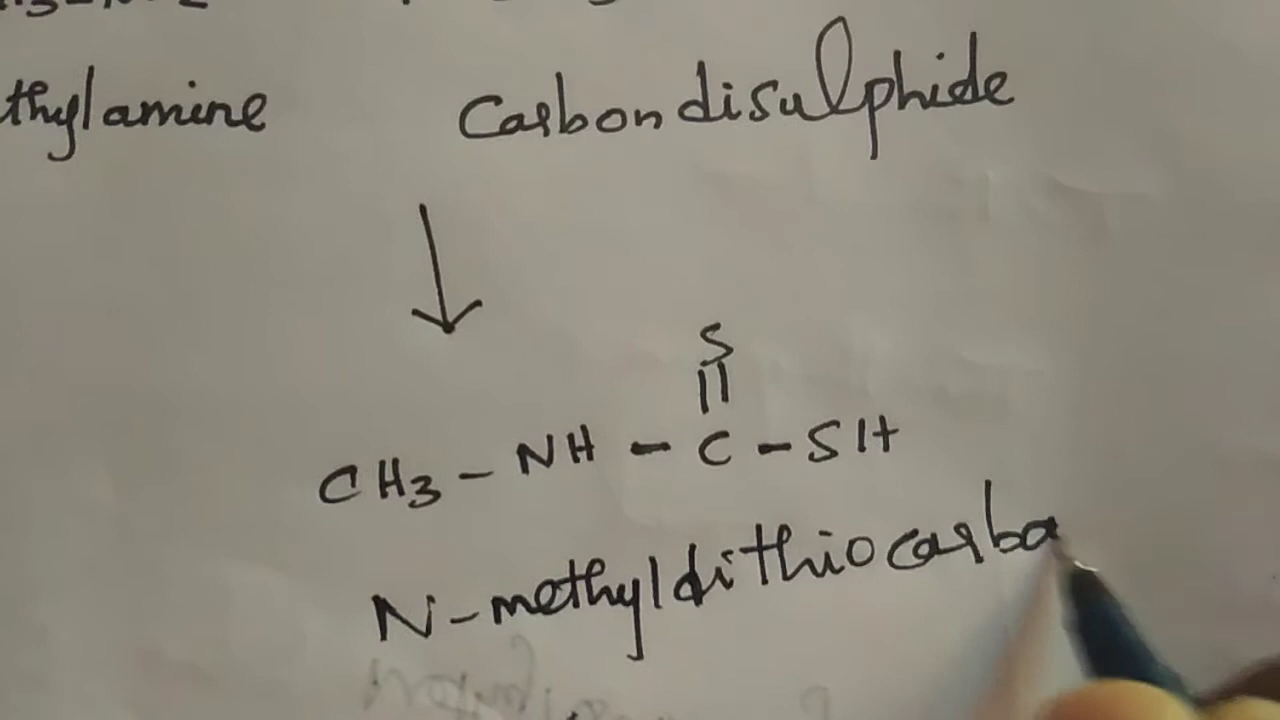 thylamine Carbondisulphide
S
||
CH3 - NH - C - SH
N-methyldithiocarba